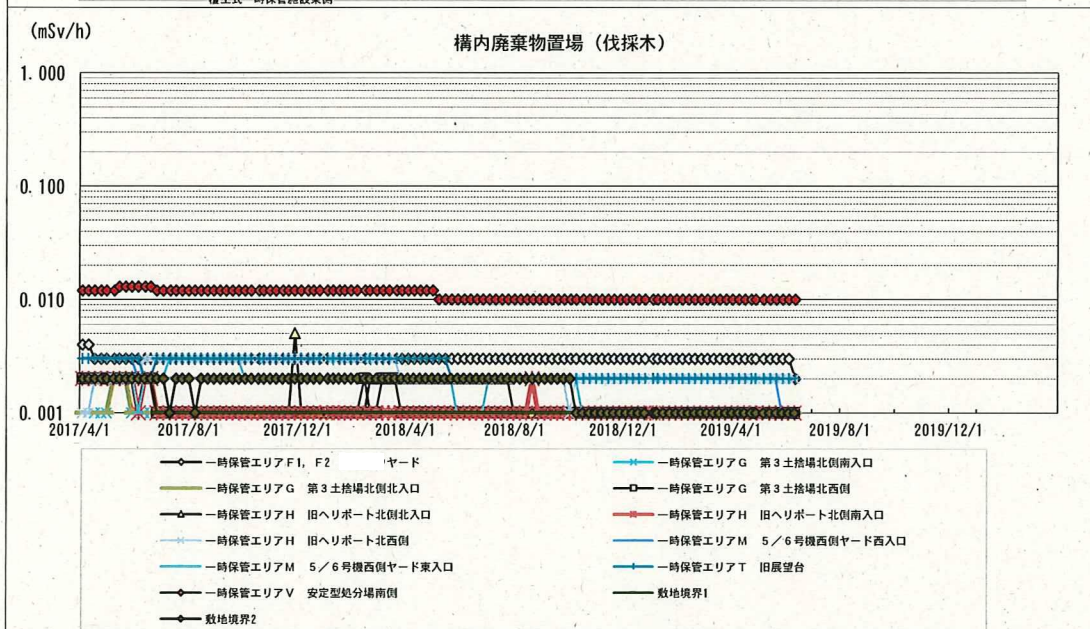 覆土式一時保管施設東側
(mSv/h)
構内廃棄物置場（伐採木）
1.000
0.100
0.010
0.001
2017/4/1 2017/8/1 2017/12/1 2018/4/1 2018/8/1 2018/12/1 2019/4/1 2019/8/1 2019/12/1
一時保管エリアF1，F2 ヤード
一時保管エリアG 第3土捨場北側南入口
一時保管エリアG 第3土捨場北側北入口
一時保管エリアG 第3土捨場北西側
一時保管エリアH 旧ヘリポート北側北入口
一時保管エリアH 旧ヘリポート北側南入口
一時保管エリアH 旧ヘリポート北西側
一時保管エリアM 5／6号機西側ヤード西入口
一時保管エリアM 5／6号機西側ヤード東入口
一時保管エリアT 旧展望台
一時保管エリアV 安定型処分場南側
敷地境界1
敷地境界2